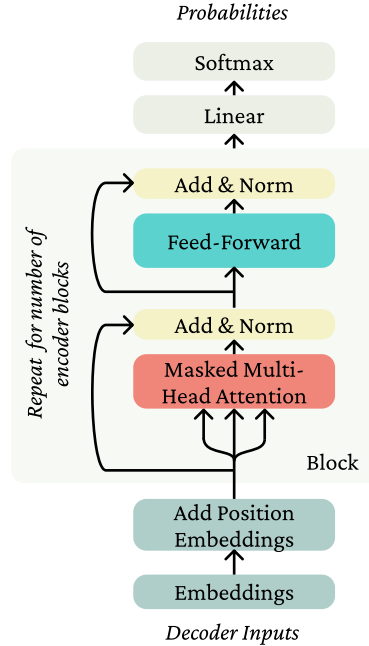 Probabilities
Softmax
Linear
Add & Norm
Feed-Forward
Repeat for number of
encoder blocks
Add & Norm
Masked Multi-
Head Attention
Block
Add Position
Embeddings
Embeddings
Decoder Inputs